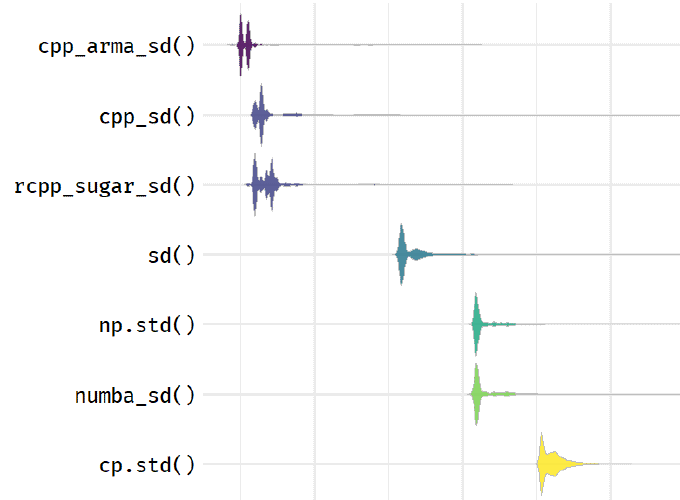 cpp_arma_sd()
cpp_sd()
rcpp_sugar_sd()
sd()
np.std()
numba_sd()
cp.std()